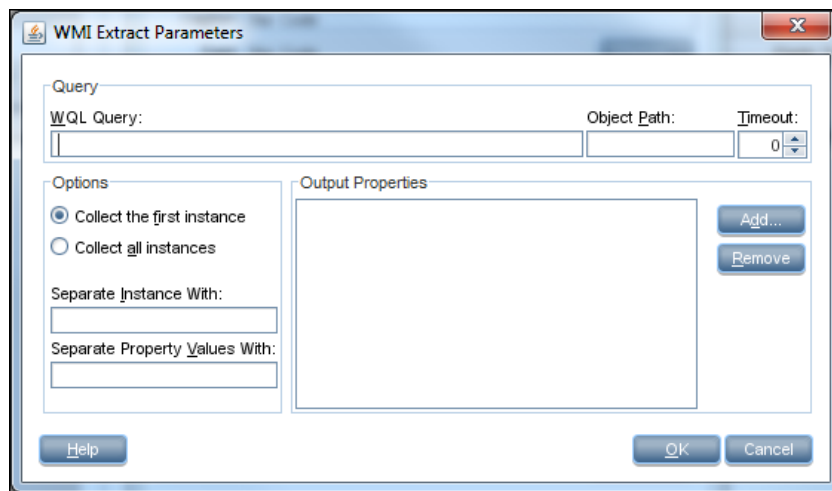 WMI Extract Parameters
Query
WQL Query: Object Path: Timeout:
0
Options
Collect the first instance
Collect all instances
Separate Instance With:
Separate Property Values With:
Output Properties
Add...
Remove
Help OK Cancel